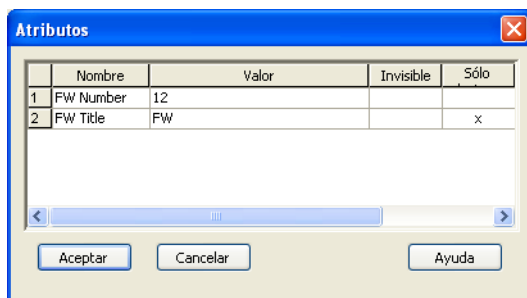 Atributos
Nombre Valor Invisible Sólo
1 FW Number 12
2 FW Title FW x
Aceptar Cancelar Ayuda